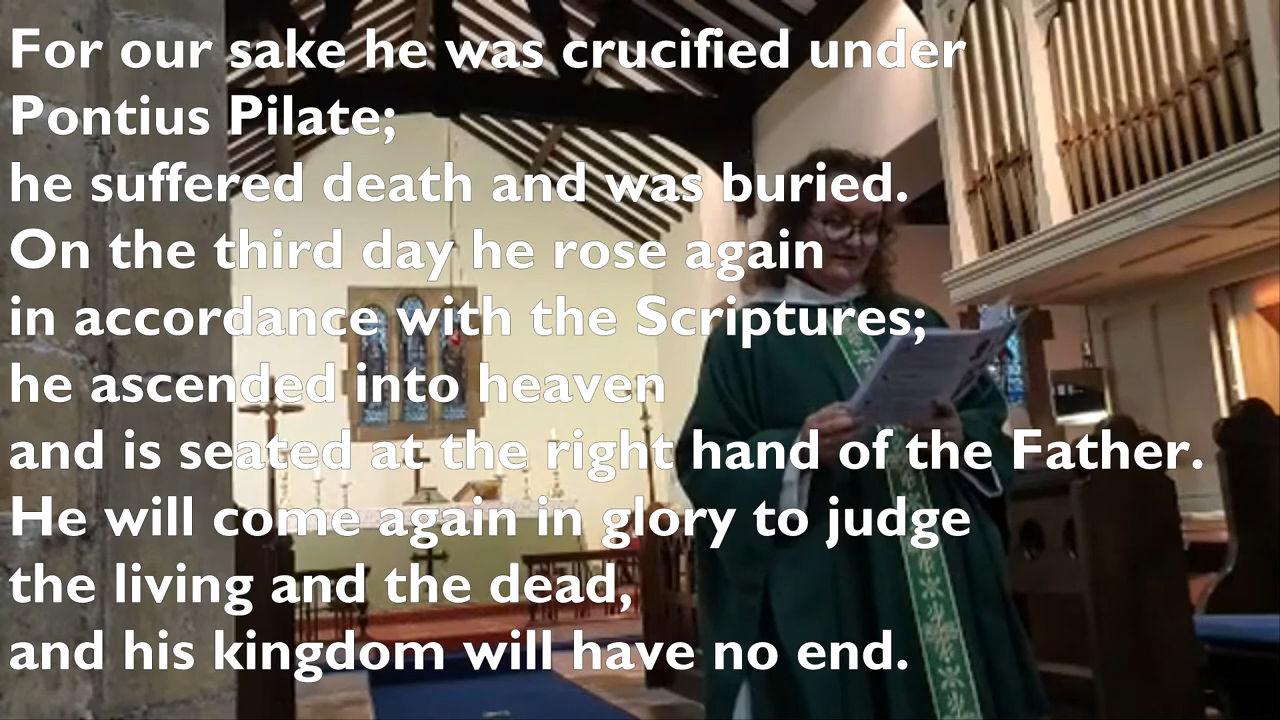 For our sake he was crucified under
Pontius Pilate;
he suffered death and was buried.
On the third day he rose again
in accordance with the Scriptures;
he ascended into heaven
and is seated at the right hand of the Father.
He will come again in glory to judge
the living and the dead,
and his kingdom will have no end.